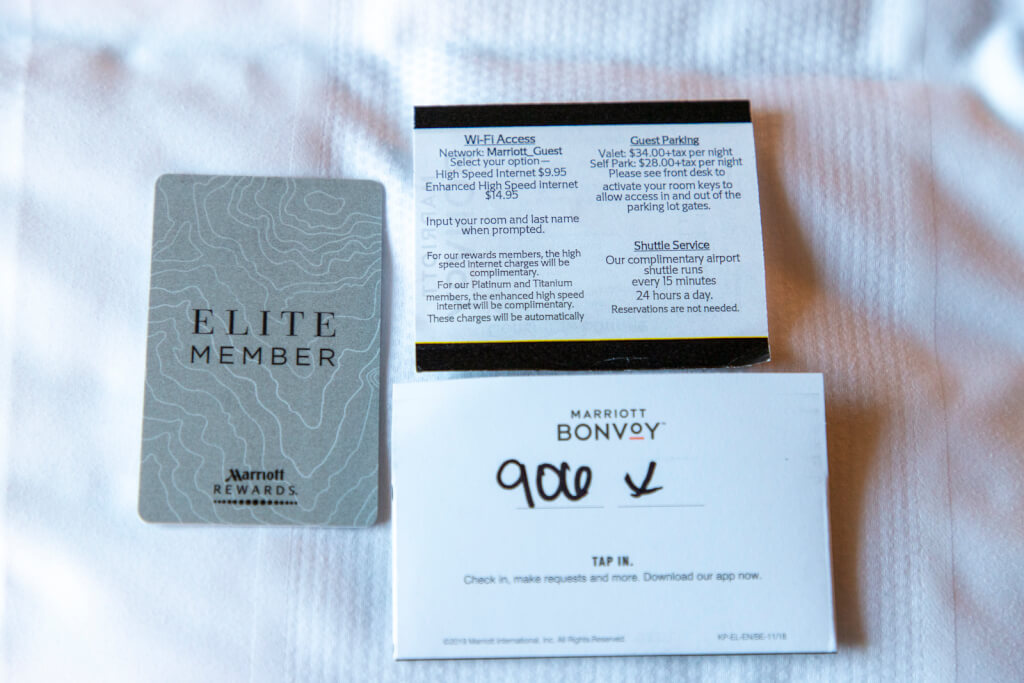 ELITE
MEMBER
Marriott
REWARDS.
Wi-Fi Access
Network: Marriott_Guest
Select your option—
High Speed Internet $9.95
Enhanced High Speed Internet
$14.95
Input your room and last name
when prompted.
For our rewards members, the high
speed internet charges will be
complimentary.
For our Platinum and Titanium
members, the enhanced high speed
internet will be complimentary.
These charges will be automatically
Guest Parking
Valet: $34.00+tax per night
Self Park: $28.00+tax per night
Please see front desk to
activate your room keys to
allow access in and out of the
parking lot gates.
Shuttle Service
Our complimentary airport
shuttle runs
every 15 minutes
24 hours a day.
Reservations are not needed.
MARRIOTT
BONVOY™
906
TAP IN.
Check in, make requests and more. Download our app now.
©2019 Marriott International, Inc. All Rights Reserved.
KP-EL-EN/BE-11/18